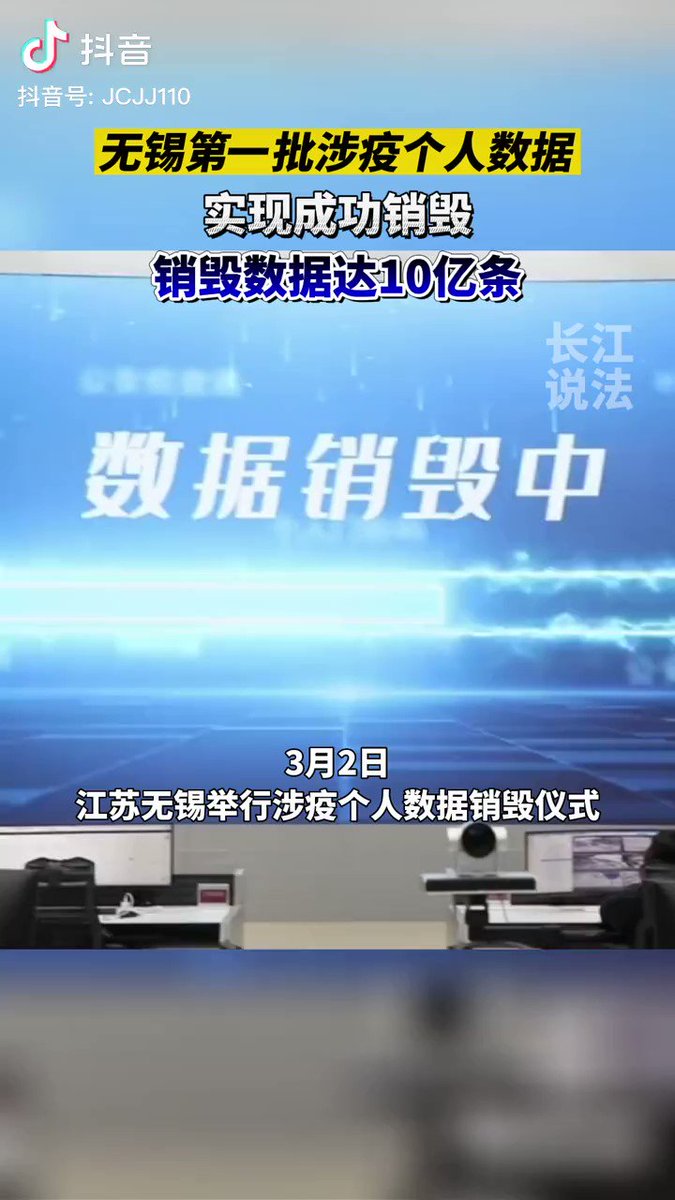 抖音
抖音号: JCJJ110
无锡第一批涉疫个人数据
实现成功销毁
销毁数据达10亿条
长江
说法
数据销毁中
3月2日
江苏无锡举行涉疫个人数据销毁仪式